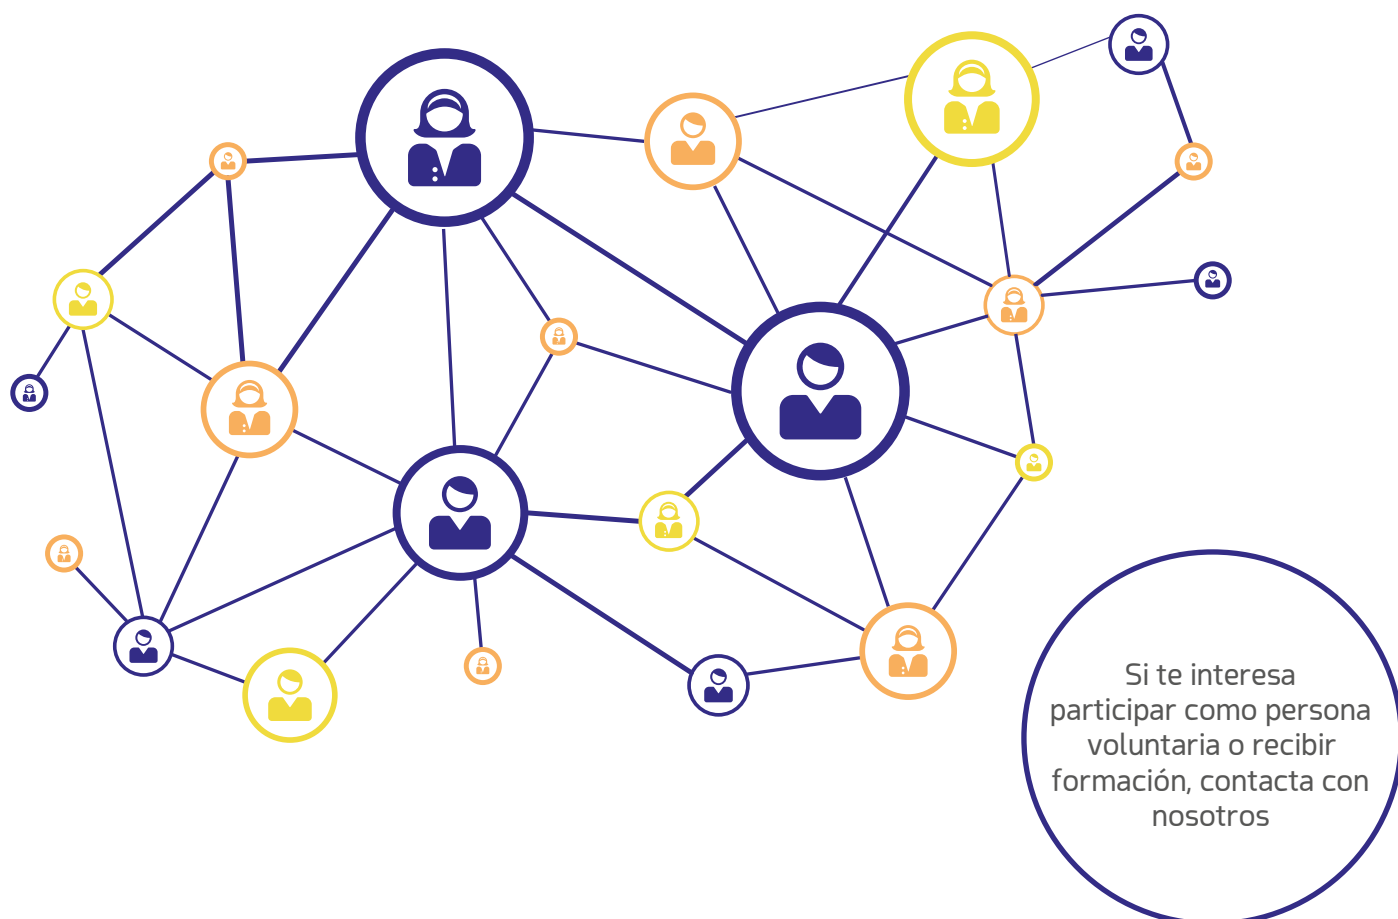 Si te interesa
participar como persona
voluntaria o recibir
formación, contacta con
nosotros